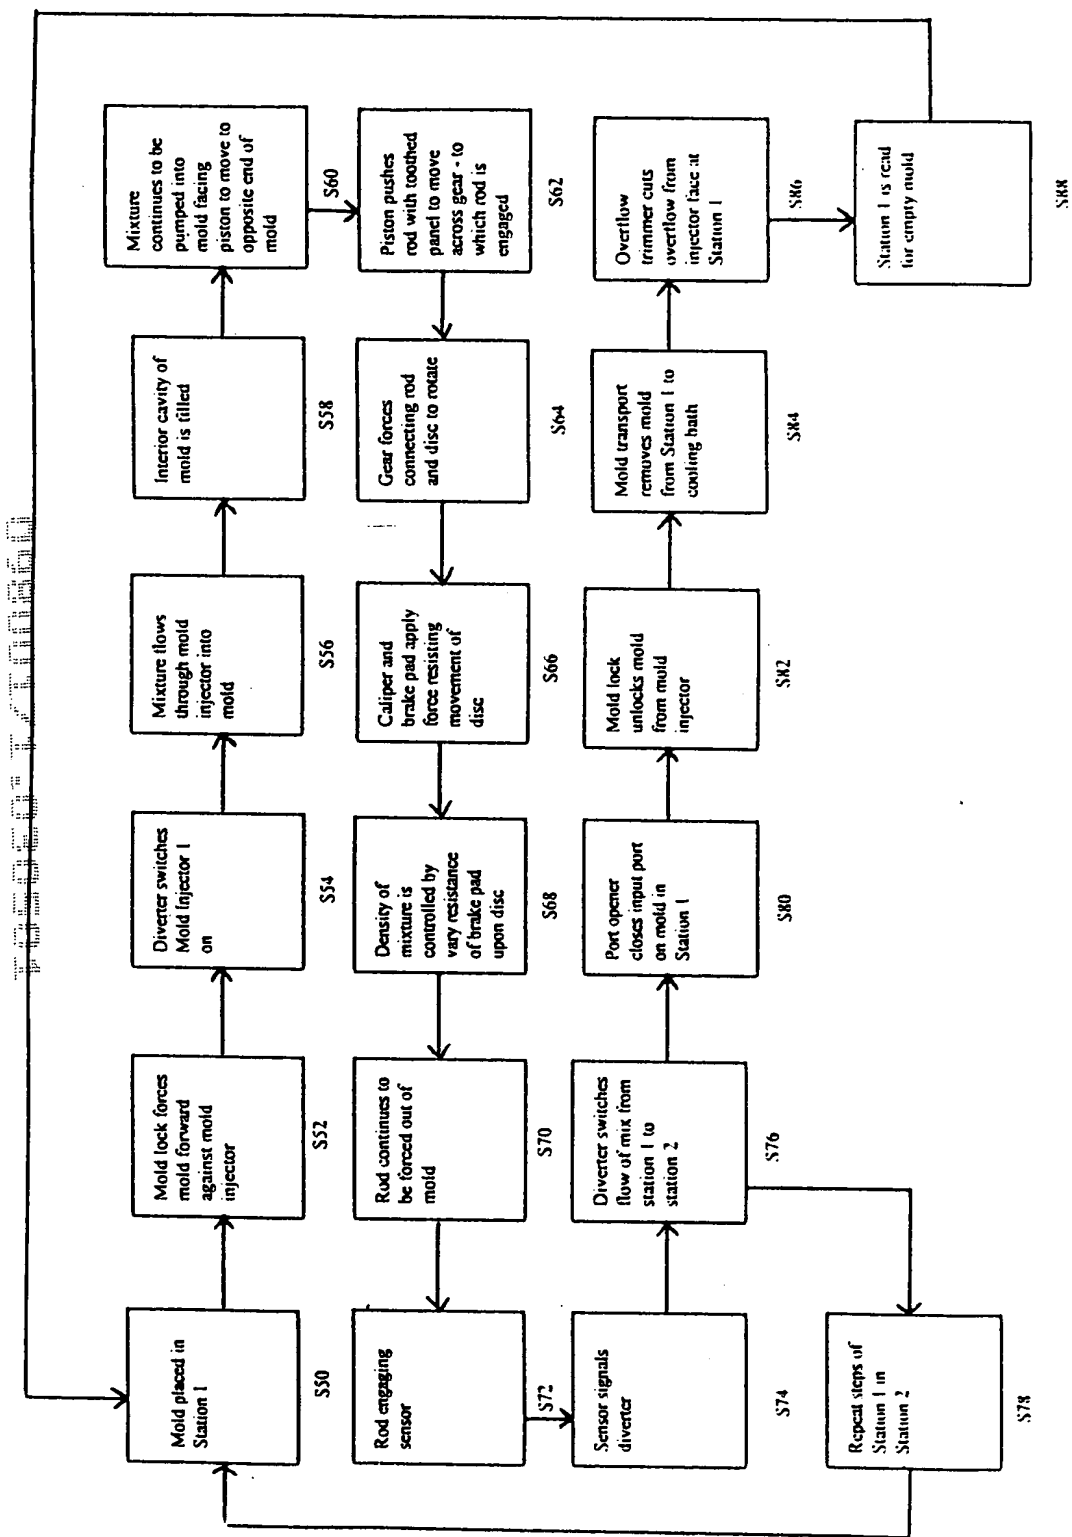 Mold placed in
Station 1
S50
Mold lock forces
mold forward
against mold
injector
S52
Diverter switches
Mold Injector 1
on
S54
Mixture flows
through mold
injector into
mold
S56
Interior cavity of
mold is filled
S58
Mixture
continues to be
pumped into
mold facing
piston to move to
opposite end of
mold
S60
Piston pushes
rod with toothed
panel to move
across gear - to
which rod is
engaged
S62
Gear forces
connecting rod
and disc to rotate
S64
Caliper and
brake pad apply
force resisting
movement of
disc
S66
Density of
mixture is
controlled by
vary resistance
of brake pad
upon disc
S68
Rod continues to
be forced out of
mold
S70
Rod engaging
sensor
S72
Sensor signals
diverter
S74
Diverter switches
flow of mix from
station 1 to
station 2
S76
Repeat steps of
Station 1 in
Station 2
S78
Port opener
closes input port
on mold in
Station 1
S80
Mold lock
unlocks mold
from mold
injector
S82
Mold transport
removes mold
from Station 1 to
cooling bath
S84
Overflow
trimmer cuts
overflow from
injector face at
Station 1
S86
Station 1 is read
for empty mold
S88